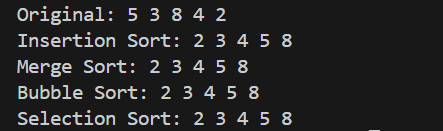 Original: 5 3 8 4 2
Insertion Sort: 2 3 4 5 8
Merge Sort: 2 3 4 5 8
Bubble Sort: 2 3 4 5 8
Selection Sort: 2 3 4 5 8